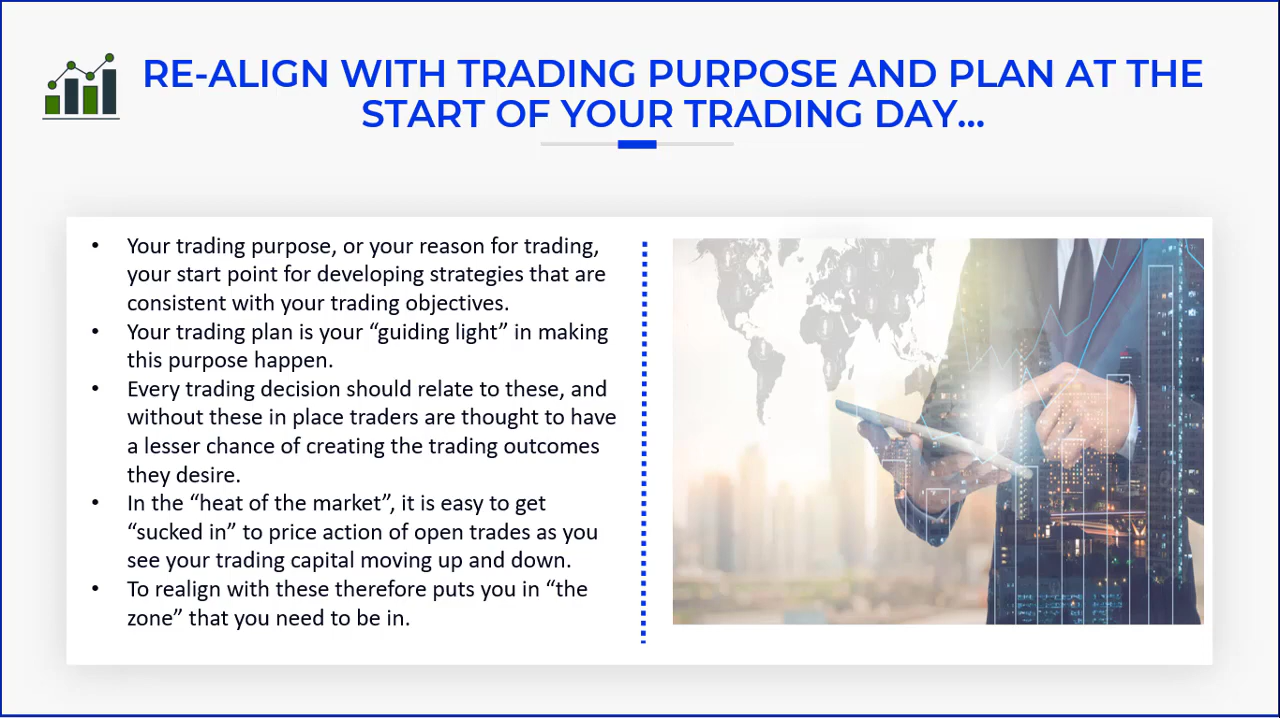 RE-ALIGN WITH TRADING PURPOSE AND PLAN AT THE
START OF YOUR TRADING DAY...
• Your trading purpose, or your reason for trading,
your start point for developing strategies that are
consistent with your trading objectives.
• Your trading plan is your “guiding light” in making
this purpose happen.
• Every trading decision should relate to these, and
without these in place traders are thought to have
a lesser chance of creating the trading outcomes
they desire.
• In the “heat of the market”, it is easy to get
“sucked in” to price action of open trades as you
see your trading capital moving up and down.
• To realign with these therefore puts you in “the
zone” that you need to be in.